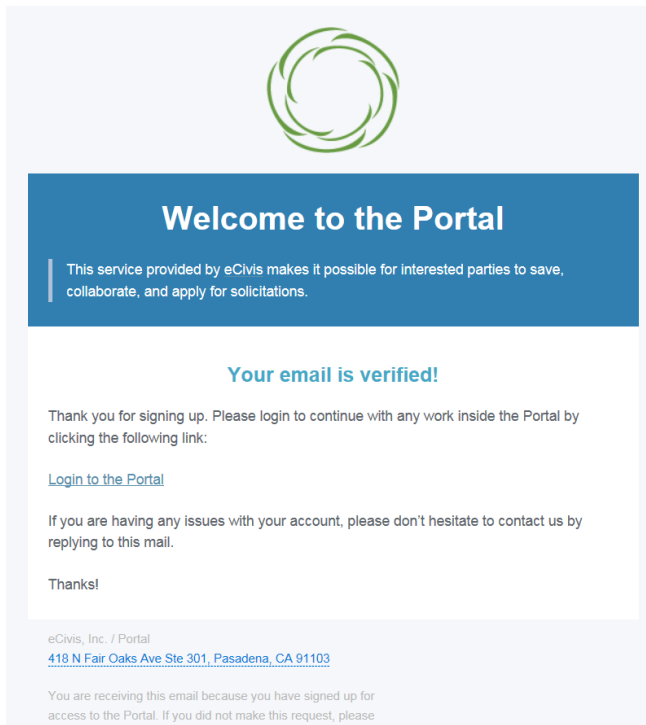 Welcome to the Portal
This service provided by eCivis makes it possible for interested parties to save,
collaborate, and apply for solicitations.
Your email is verified!
Thank you for signing up. Please login to continue with any work inside the Portal by
clicking the following link:
Login to the Portal
If you are having any issues with your account, please don’t hesitate to contact us by
replying to this mail.
Thanks!
eCivis, Inc. / Portal
418 N Fair Oaks Ave Ste 301, Pasadena, CA 91103
You are receiving this email because you have signed up for
access to the Portal. If you did not make this request, please